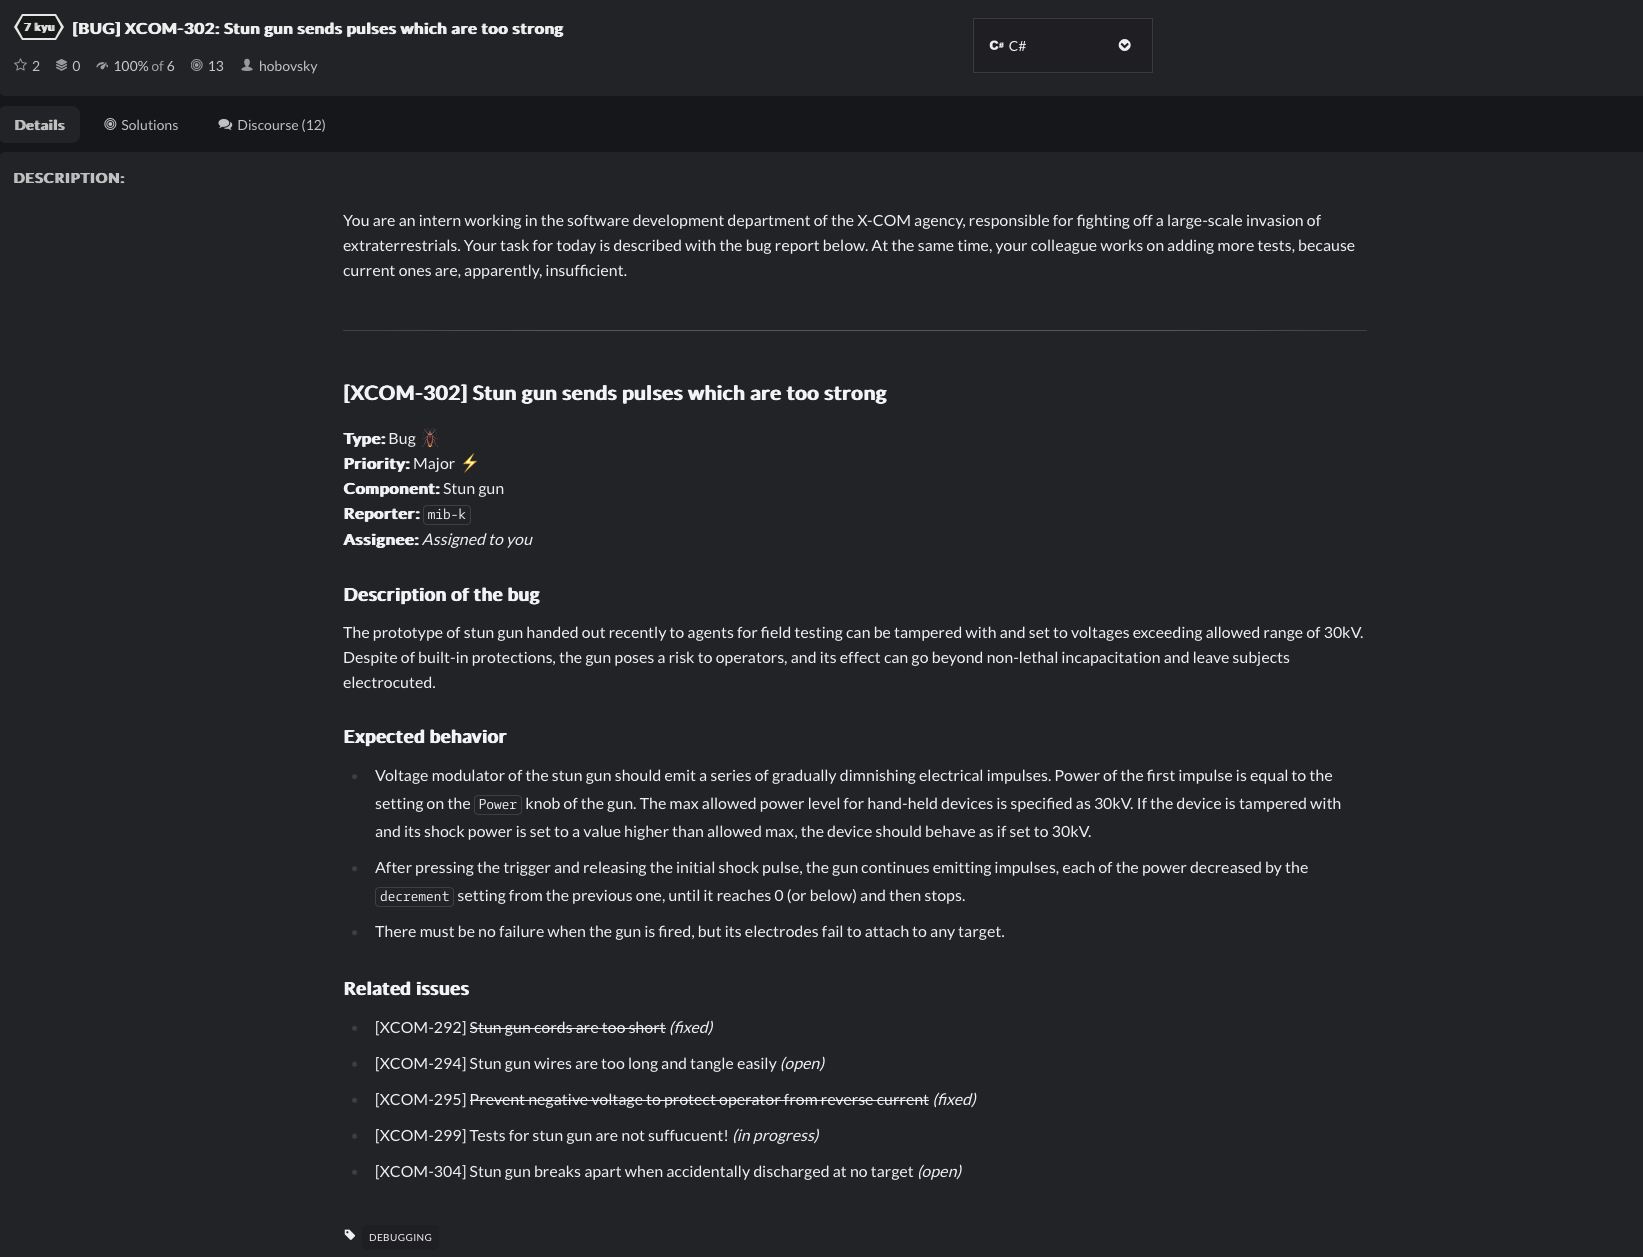 7 kyu [BUG] XCOM-302: Stun gun sends pulses which are too strong
C# C#
2 0 100% of 6 13 hobovsky
Details Solutions Discourse (12)
DESCRIPTION:
You are an intern working in the software development department of the X-COM agency, responsible for fighting off a large-scale invasion of
extraterrestrials. Your task for today is described with the bug report below. At the same time, your colleague works on adding more tests, because
current ones are, apparently, insufficient.
[XCOM-302] Stun gun sends pulses which are too strong
Type: Bug
Priority: Major ⚡
Component: Stun gun
Reporter: mib-k
Assignee: Assigned to you
Description of the bug
The prototype of stun gun handed out recently to agents for field testing can be tampered with and set to voltages exceeding allowed range of 30kV.
Despite of built-in protections, the gun poses a risk to operators, and its effect can go beyond non-lethal incapacitation and leave subjects
electrocuted.
Expected behavior
• Voltage modulator of the stun gun should emit a series of gradually dimnishing electrical impulses. Power of the first impulse is equal to the
setting on the Power knob of the gun. The max allowed power level for hand-held devices is specified as 30kV. If the device is tampered with
and its shock power is set to a value higher than allowed max, the device should behave as if set to 30kV.
• After pressing the trigger and releasing the initial shock pulse, the gun continues emitting impulses, each of the power decreased by the
decrement setting from the previous one, until it reaches 0 (or below) and then stops.
• There must be no failure when the gun is fired, but its electrodes fail to attach to any target.
Related issues
• [XCOM-292] Stun gun cords are too short (fixed)
• [XCOM-294] Stun gun wires are too long and tangle easily (open)
• [XCOM-295] Prevent negative voltage to protect operator from reverse current (fixed)
• [XCOM-299] Tests for stun gun are not suffucuent! (in progress)
• [XCOM-304] Stun gun breaks apart when accidentally discharged at no target (open)
DEBUGGING